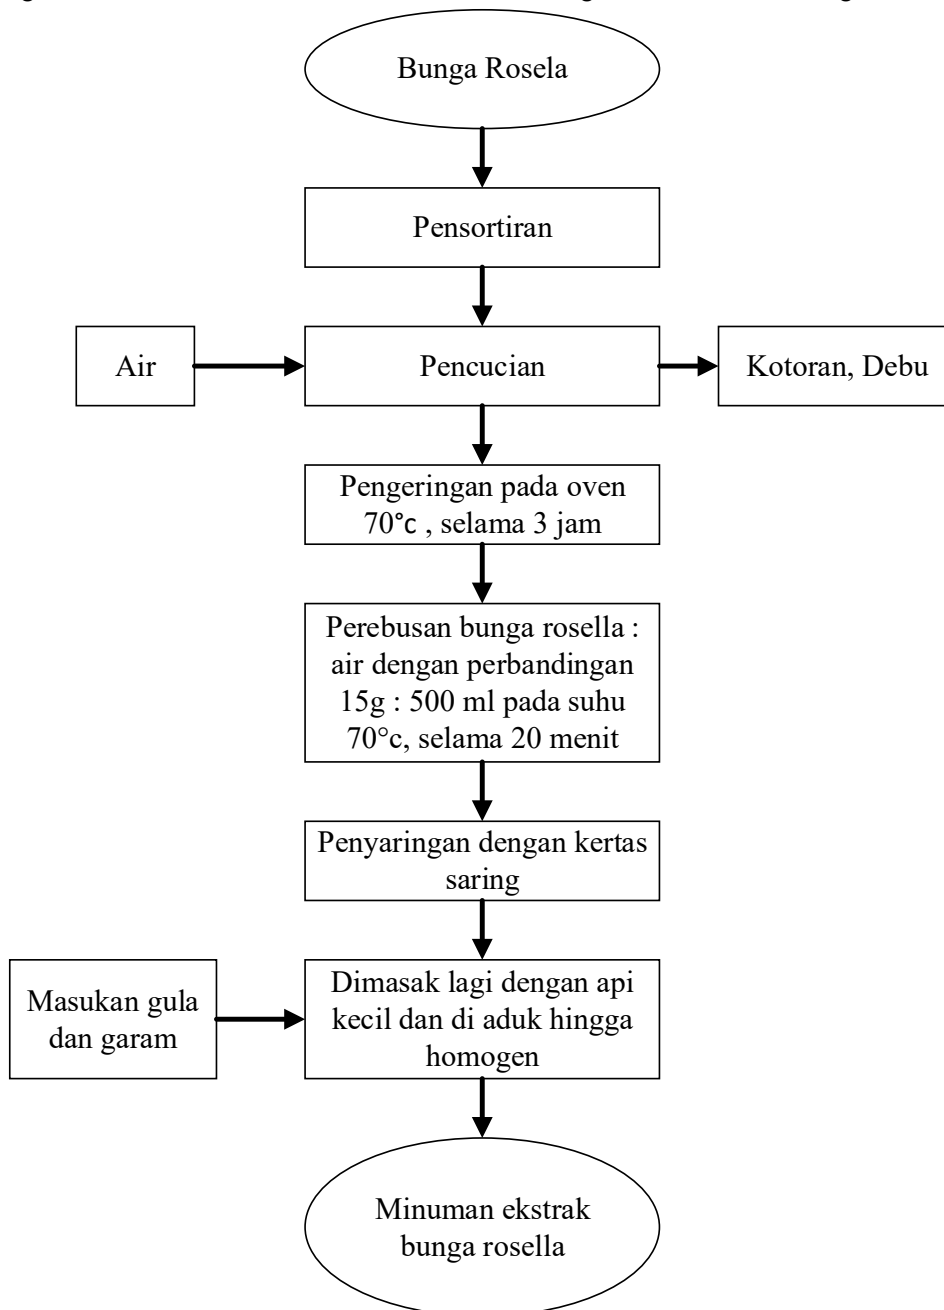 Bunga Rosela
Pensortiran
Air
Pencucian
Kotoran, Debu
Pengeringan pada oven
70°c , selama 3 jam
Perebusan bunga rosella :
air dengan perbandingan
15g : 500 ml pada suhu
70°c, selama 20 menit
Penyaringan dengan kertas
saring
Masukan gula
dan garam
Dimasak lagi dengan api
kecil dan di aduk hingga
homogen
Minuman ekstrak
bunga rosella